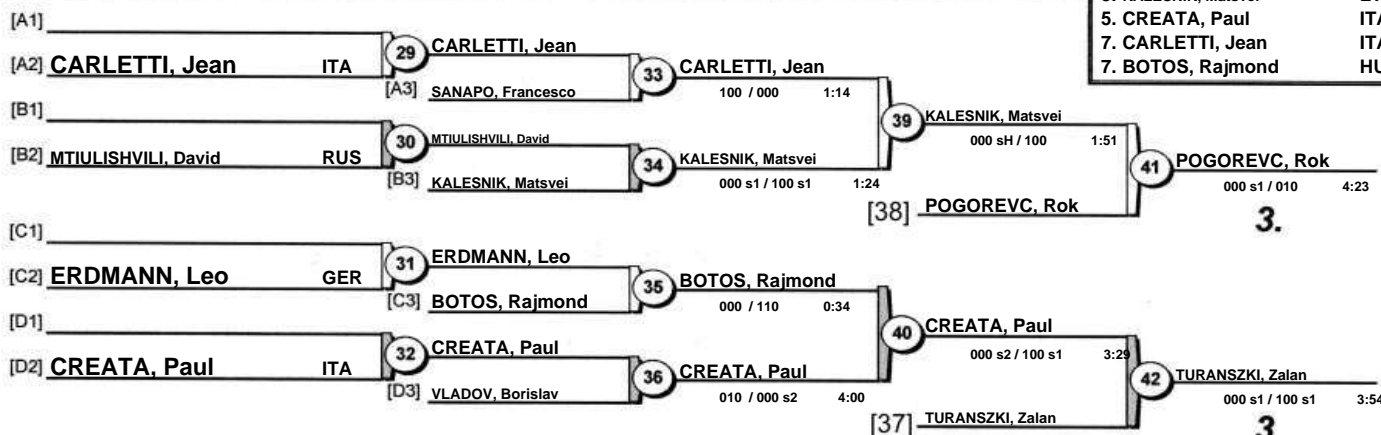 5. CREATA, Paul ITA
7. CARLETTI, Jean ITA
7. BOTOS, Rajmond HU
[A1]
[A2] CARLETTI, Jean ITA
29
CARLETTI, Jean
[A3] SANAPO, Francesco
33
CARLETTI, Jean
100 / 000 1:14
[B1]
[B2] MTIULISHVILI, David RUS
30
MTIULISHVILI, David
[B3] KALESNIK, Matsvei
34
KALESNIK, Matsvei
000 s1 / 100 s1 1:24
39
KALESNIK, Matsvei
000 sH / 100 1:51
[38] POGOREVC, Rok
41
POGOREVC, Rok
000 s1 / 010 4:23
3.
[C1]
[C2] ERDMANN, Leo GER
31
ERDMANN, Leo
[C3] BOTOS, Rajmond
35
BOTOS, Rajmond
000 / 110 0:34
[D1]
[D2] CREATA, Paul ITA
32
CREATA, Paul
[D3] VLADOV, Borislav
36
CREATA, Paul
010 / 000 s2 4:00
40
CREATA, Paul
000 s2 / 100 s1 3:29
[37] TURANSZKI, Zalan
42
TURANSZKI, Zalan
000 s1 / 100 s1 3:54
3